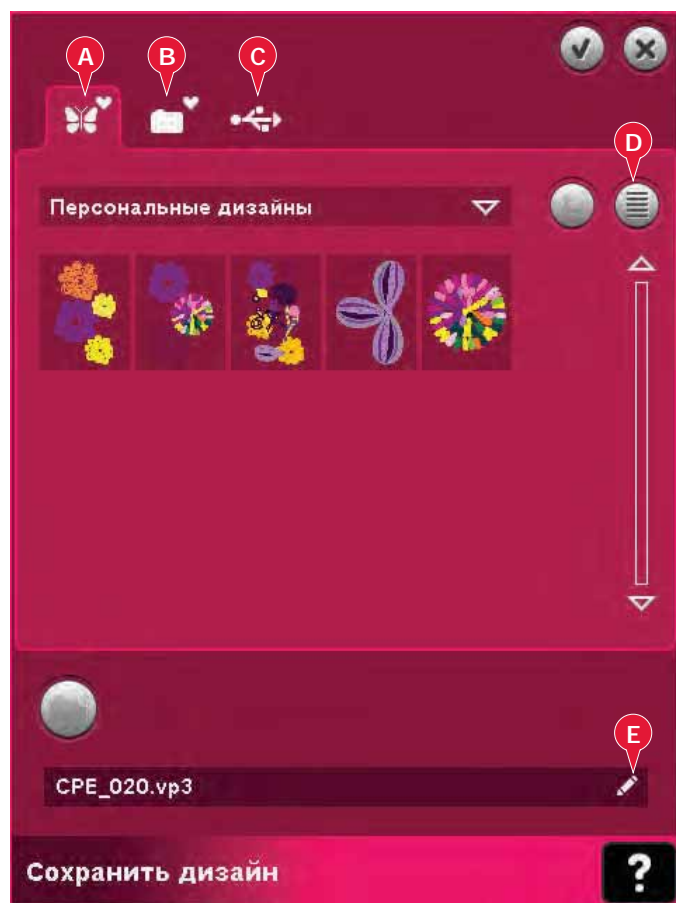 A B C
D
Персональные дизайны
E
CPE_020.vp3
Сохранить дизайн ?